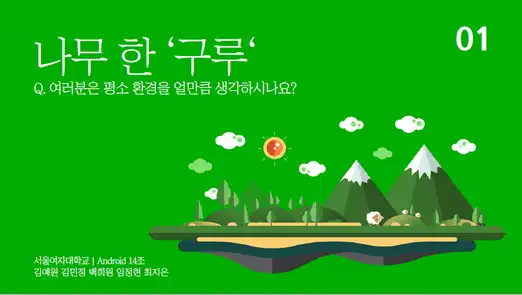 01
나무 한 ‘구루‘
Q. 여러분은 평소 환경을 얼만큼 생각하시나요?
서울여자대학교 | Android 14조
김예원 김민정 백희원 임정현 최지은